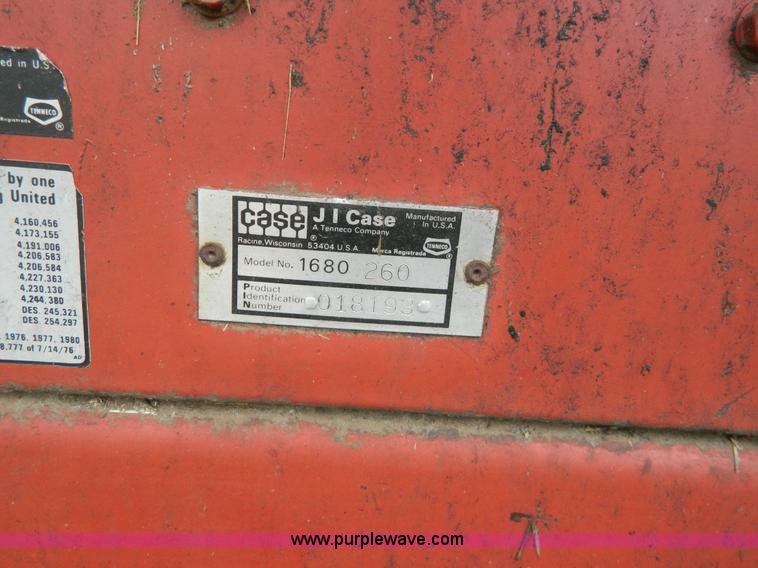 ed in U.S.
TENNECO
Registrada
®
by one
g United
4,160,456
4,173,155
4,191,006
4,206,583
4,206,584
4,227,363
4,230,130
4,244,380
DES. 245,321
DES. 254,297
, 1976, 1977, 1980
8,777 of 7/14/76
AD
case
®
J I Case
A Tenneco Company
Manufactured
in U.S.A.
Racine, Wisconsin 53404 U.S.A.
Marca Registrada
TENNECO
®
Model No. 1680 260
Product
Identification
Number
018193
www.purplewave.com